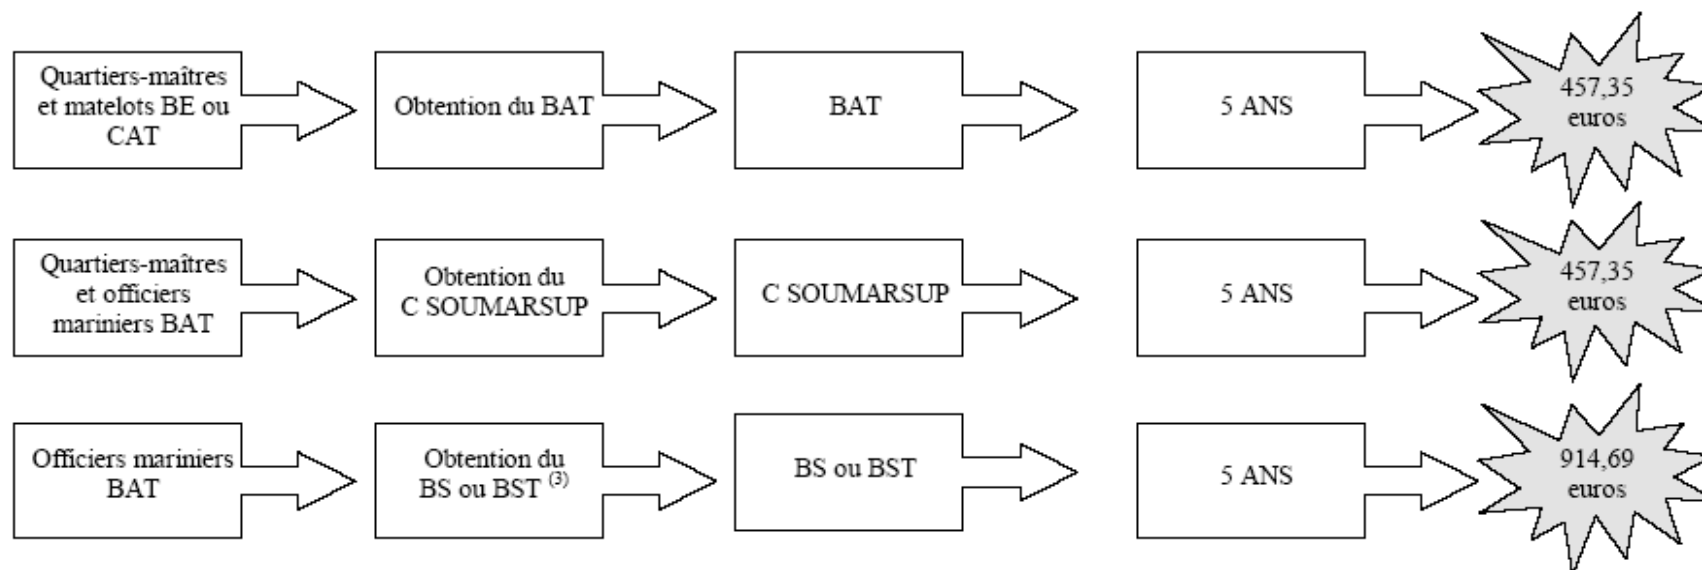 Quartiers-maîtres
et matelots BE ou
CAT
Obtention du BAT
BAT
5 ANS
457,35
euros
Quartiers-maîtres
et officiers
mariniers BAT
Obtention du
C SOUMARSUP
C SOUMARSUP
5 ANS
457,35
euros
Officiers mariniers
BAT
Obtention du
BS ou BST (3)
BS ou BST
5 ANS
914,69
euros